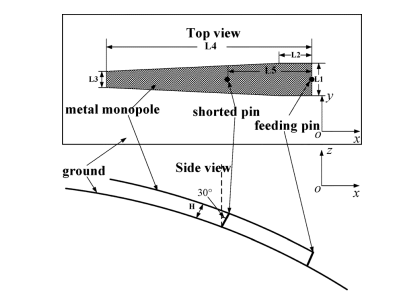 Top view
L4
L2
L5
L3
L1
y
metal monopole
shorted pin
feeding pin
o
x
z
ground
Side view
30°
H
o
x